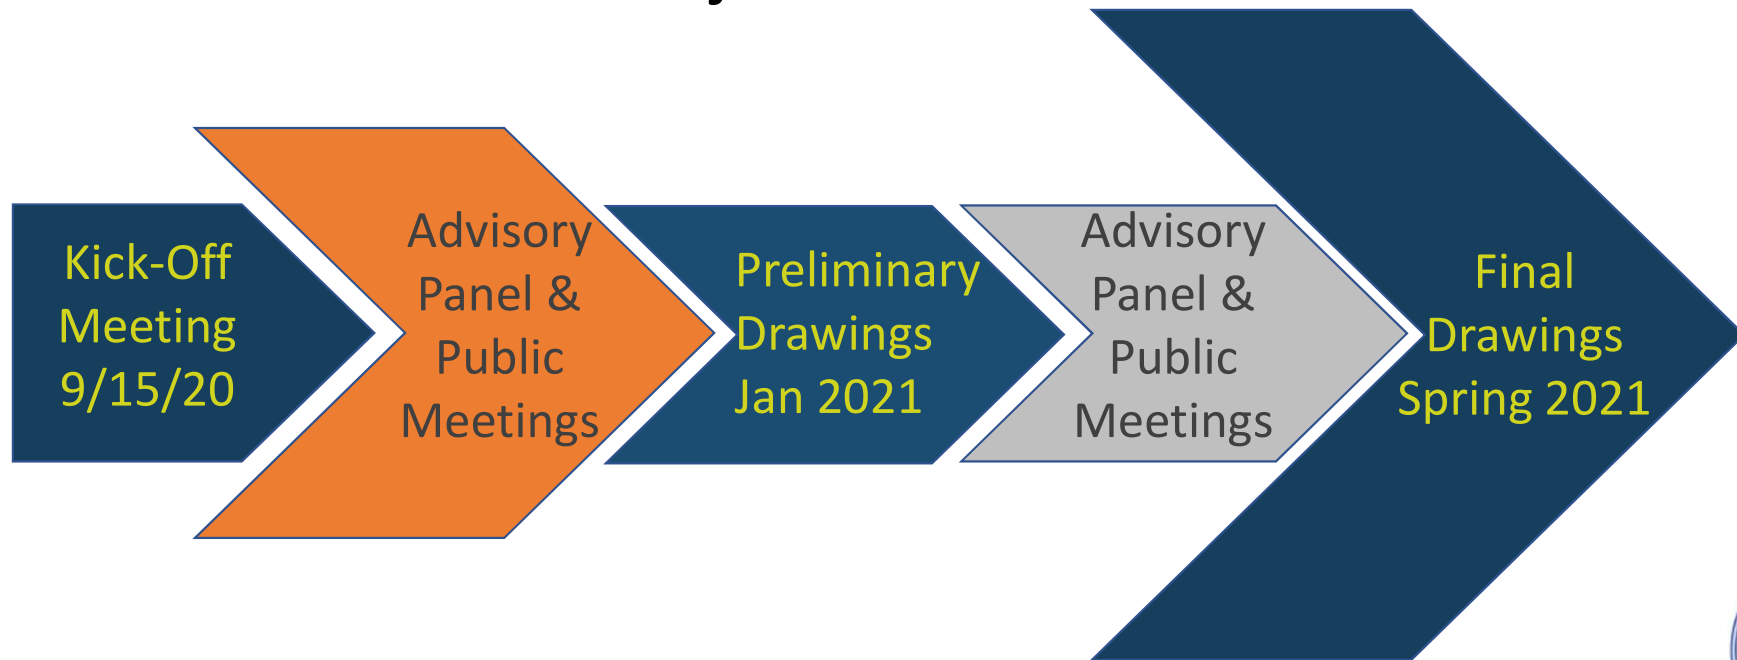 Kick-Off
Meeting
9/15/20
Advisory
Panel &
Public
Meetings
Preliminary
Drawings
Jan 2021
Advisory
Panel &
Public
Meetings
Final
Drawings
Spring 2021